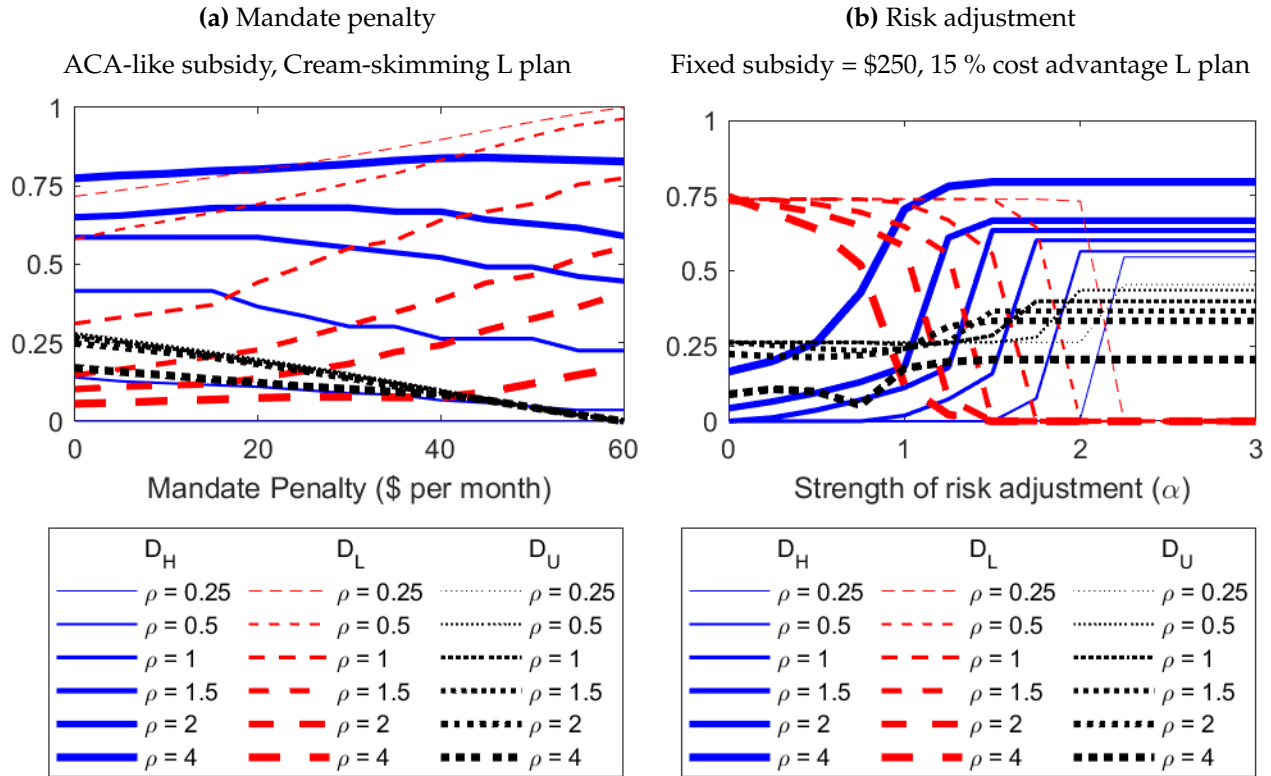 (a) Mandate penalty
ACA-like subsidy, Cream-skimming L plan
1
0.75
0.5
0.25
0
0 20 40 60
Mandate Penalty ($ per month)
D_H D_L D_U
ρ = 0.25 ρ = 0.25 ρ = 0.25
ρ = 0.5 ρ = 0.5 ρ = 0.5
ρ = 1 ρ = 1 ρ = 1
ρ = 1.5 ρ = 1.5 ρ = 1.5
ρ = 2 ρ = 2 ρ = 2
ρ = 4 ρ = 4 ρ = 4
(b) Risk adjustment
Fixed subsidy = $250, 15 % cost advantage L plan
1
0.75
0.5
0.25
0
0 1 2 3
Strength of risk adjustment (α)
D_H D_L D_U
ρ = 0.25 ρ = 0.25 ρ = 0.25
ρ = 0.5 ρ = 0.5 ρ = 0.5
ρ = 1 ρ = 1 ρ = 1
ρ = 1.5 ρ = 1.5 ρ = 1.5
ρ = 2 ρ = 2 ρ = 2
ρ = 4 ρ = 4 ρ = 4